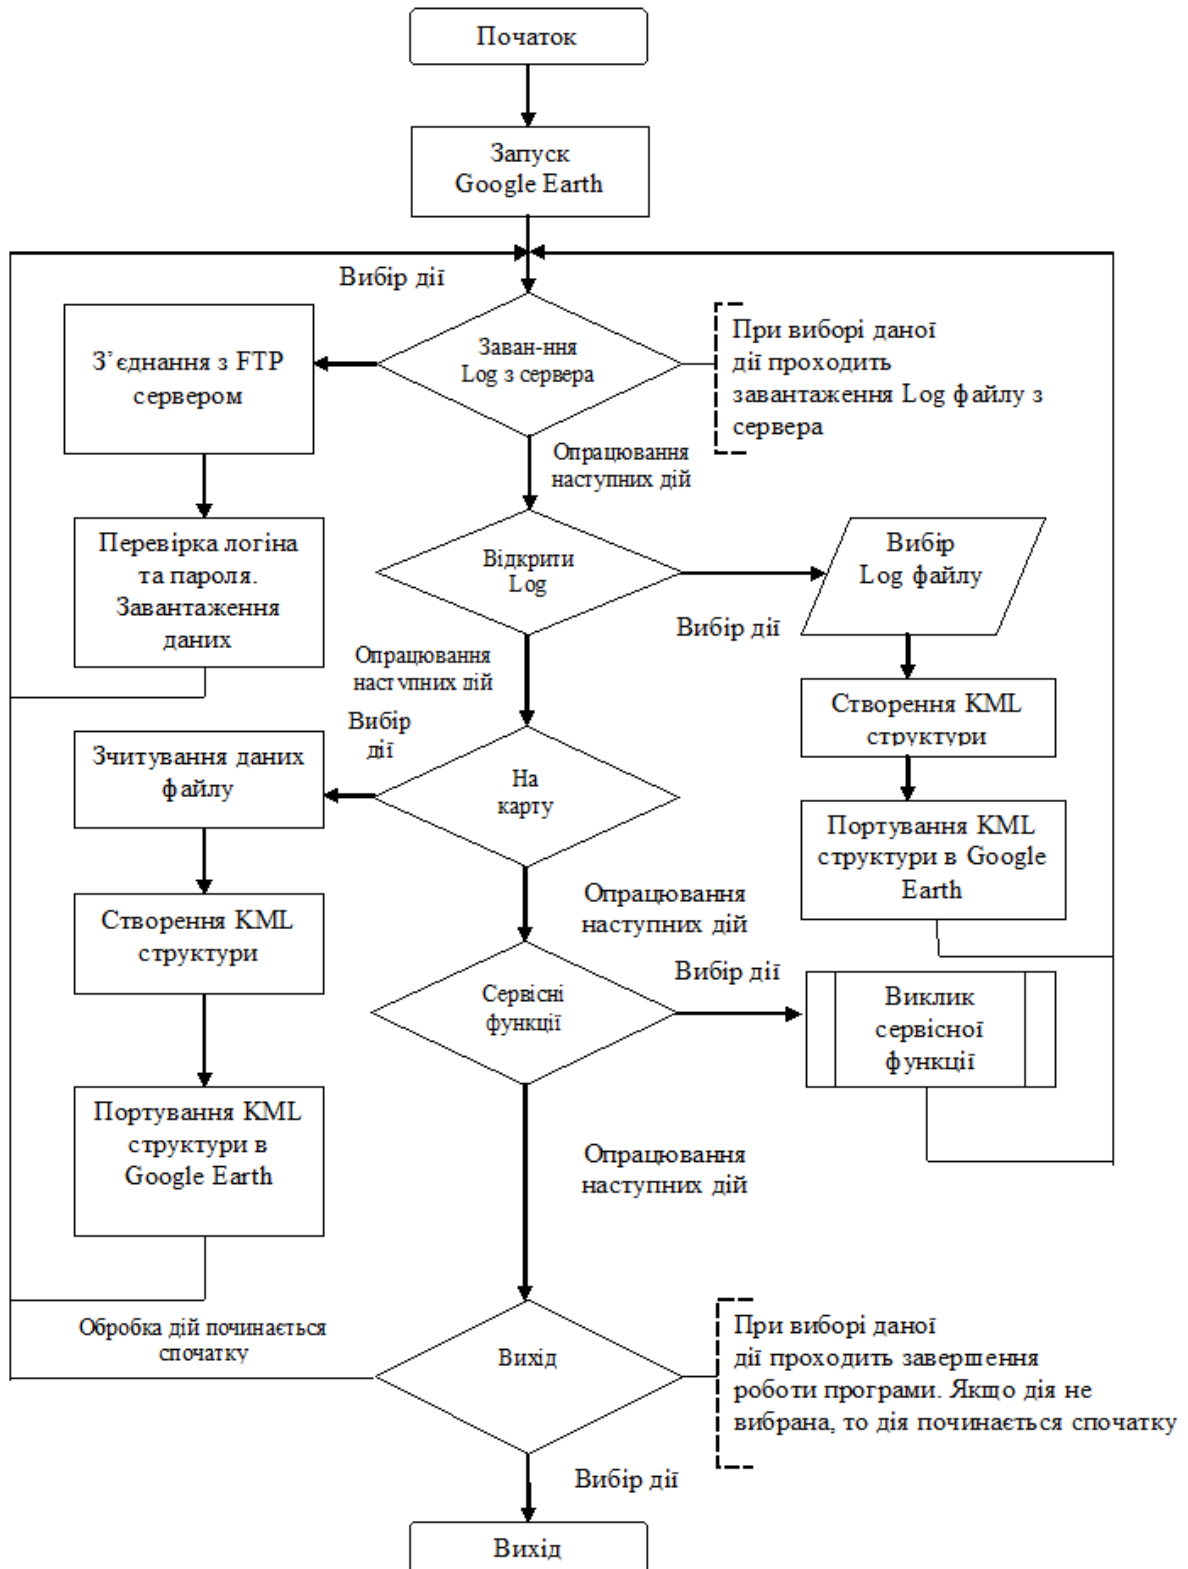 Початок
Запуск
Google Earth
Вибір дії
З’єднання з FTP
сервером
Заван-ння
Log з сервера
При виборі даної
дії проходить
завантаження Log файлу з
сервера
Опрацювання
наступних дій
Перевірка логіна
та пароля.
Завантаження
даних
Відкрити
Log
Вибір
Log файлу
Вибір дії
Опрацювання
наступних дій
Створення KML
структури
Вибір
дії
Зчитування даних
файлу
На
карту
Портування KML
структури в Google
Earth
Опрацювання
наступних дій
Створення KML
структури
Вибір дії
Сервісні
функції
Виклик
сервісної
функції
Портування KML
структури в
Google Earth
Опрацювання
наступних дій
Обробка дій починається
спочатку
Вихід
При виборі даної
дії проходить завершення
роботи програми. Якщо дія не
вибрана, то дія починається спочатку
Вибір дії
Вихід